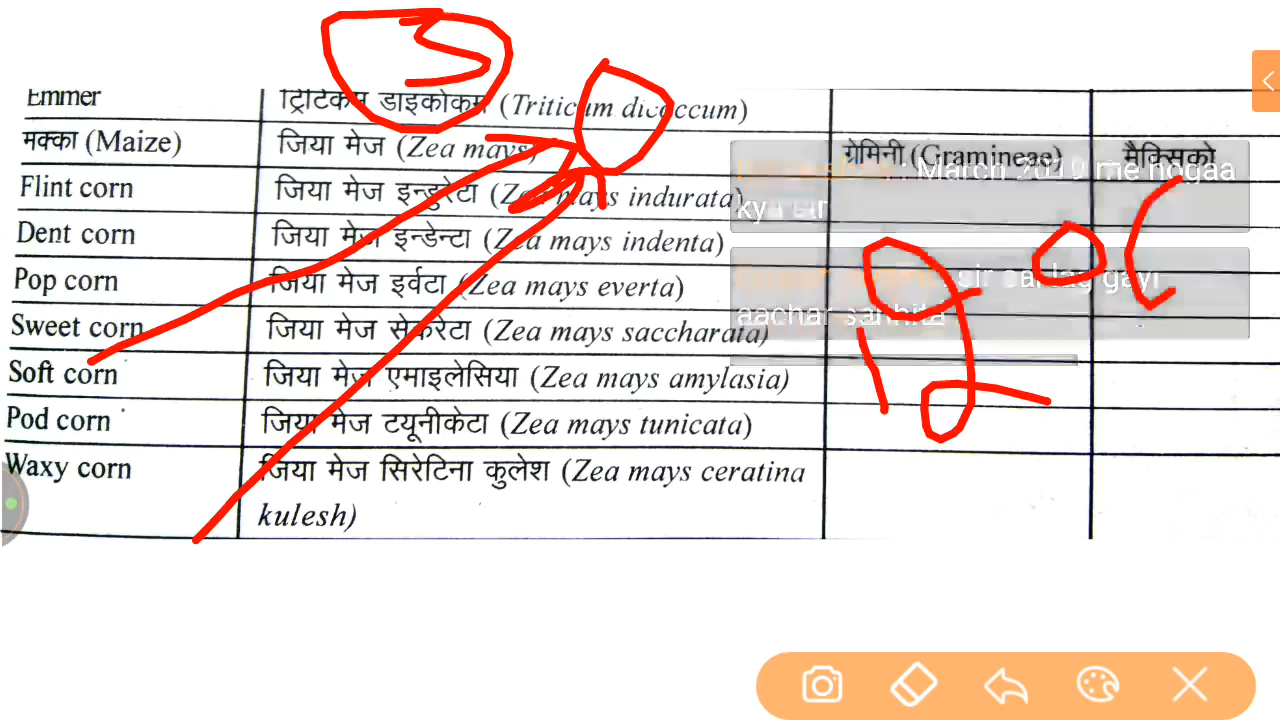 Emmer ट्रिटिकम डाइकोकम (Triticum dicoccum)
मक्का (Maize) जिया मेज (Zea mays) ग्रेमिनी (Gramineae) मैक्सिको
March 2019 me hogaa
kya sir
Flint corn जिया मेज इन्डुरेटा (Zea mays indurata)
Dent corn जिया मेज इन्डेन्टा (Zea mays indenta)
gayi
aachar sanhita
Pop corn जिया मेज इर्वटा (Zea mays everta)
Sweet corn जिया मेज सेकरेटा (Zea mays saccharata)
Soft corn जिया मेज एमाइलेसिया (Zea mays amylasia)
Pod corn जिया मेज टयूनीकेटा (Zea mays tunicata)
Waxy corn जिया मेज सिरेटिना कुलेश (Zea mays ceratina
kulesh)